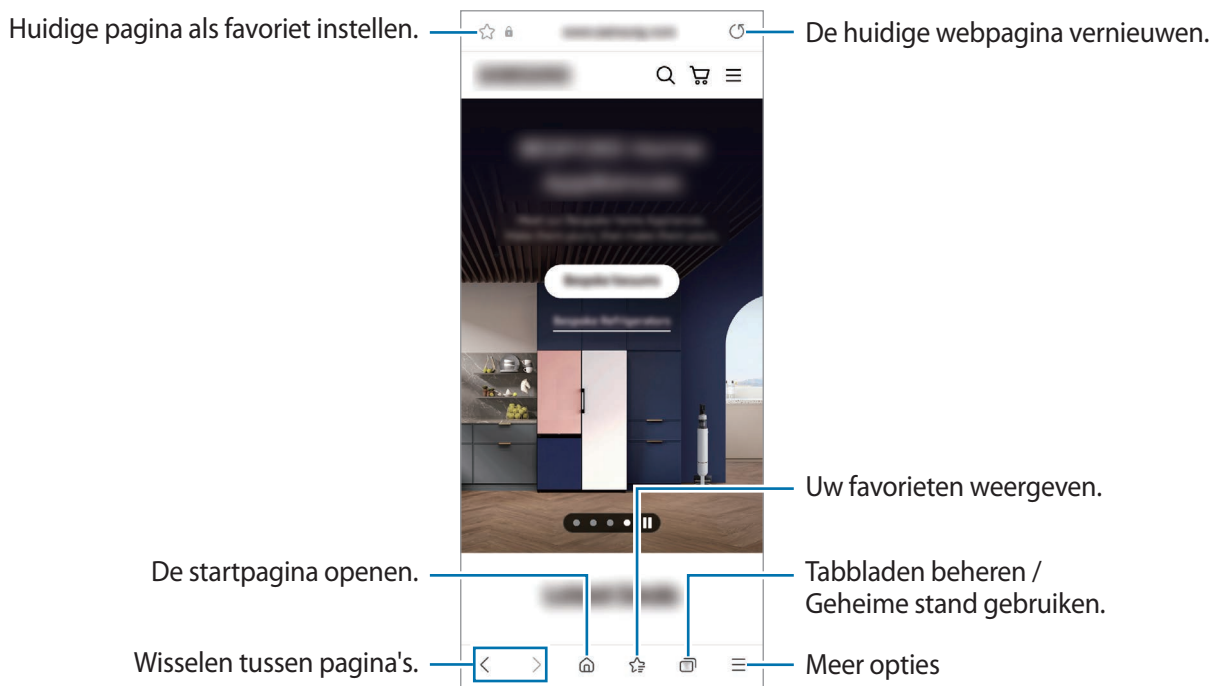 Huidige pagina als favoriet instellen.
De huidige webpagina vernieuwen.
Uw favorieten weergeven.
De startpagina openen.
Tabbladen beheren /
Geheime stand gebruiken.
Wisselen tussen pagina's.
Meer opties